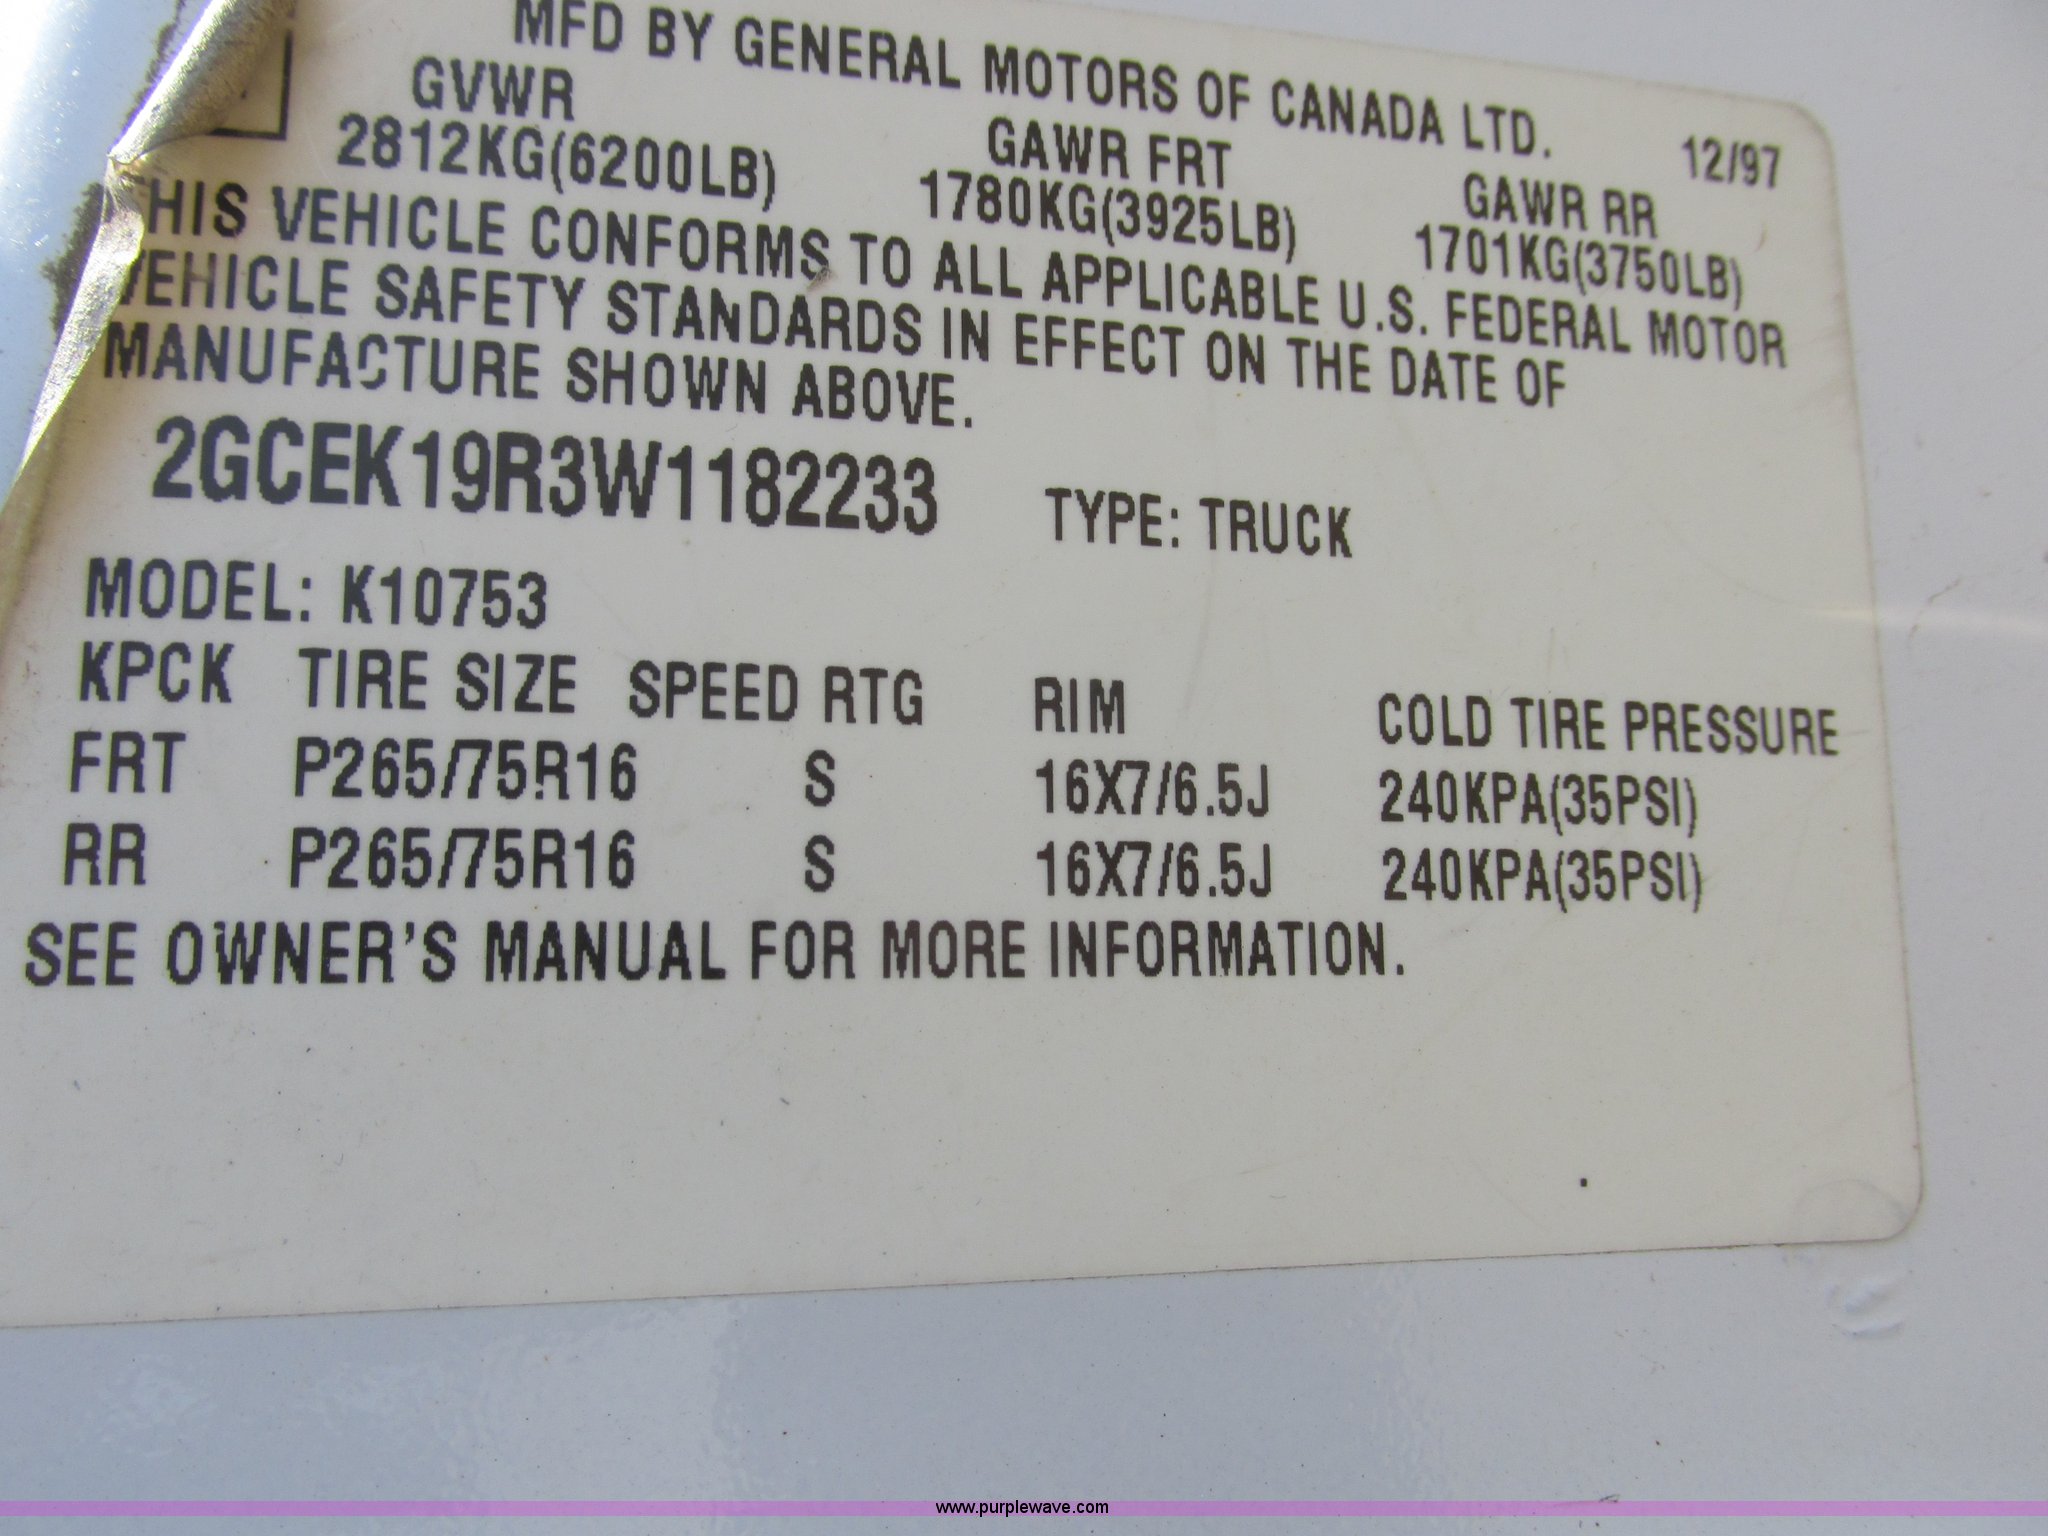 MFD BY GENERAL MOTORS OF CANADA LTD.
12/97
GVWR GAWR FRT GAWR RR
2812KG(6200LB) 1780KG(3925LB) 1701KG(3750LB)
THIS VEHICLE CONFORMS TO ALL APPLICABLE U.S. FEDERAL MOTOR
VEHICLE SAFETY STANDARDS IN EFFECT ON THE DATE OF
MANUFACTURE SHOWN ABOVE.
2GCEK19R3W1182233 TYPE: TRUCK
MODEL: K10753
KPCK TIRE SIZE SPEED RTG RIM COLD TIRE PRESSURE
FRT P265/75R16 S 16X7/6.5J 240KPA(35PSI)
RR P265/75R16 S 16X7/6.5J 240KPA(35PSI)
SEE OWNER'S MANUAL FOR MORE INFORMATION.
www.purplewave.com